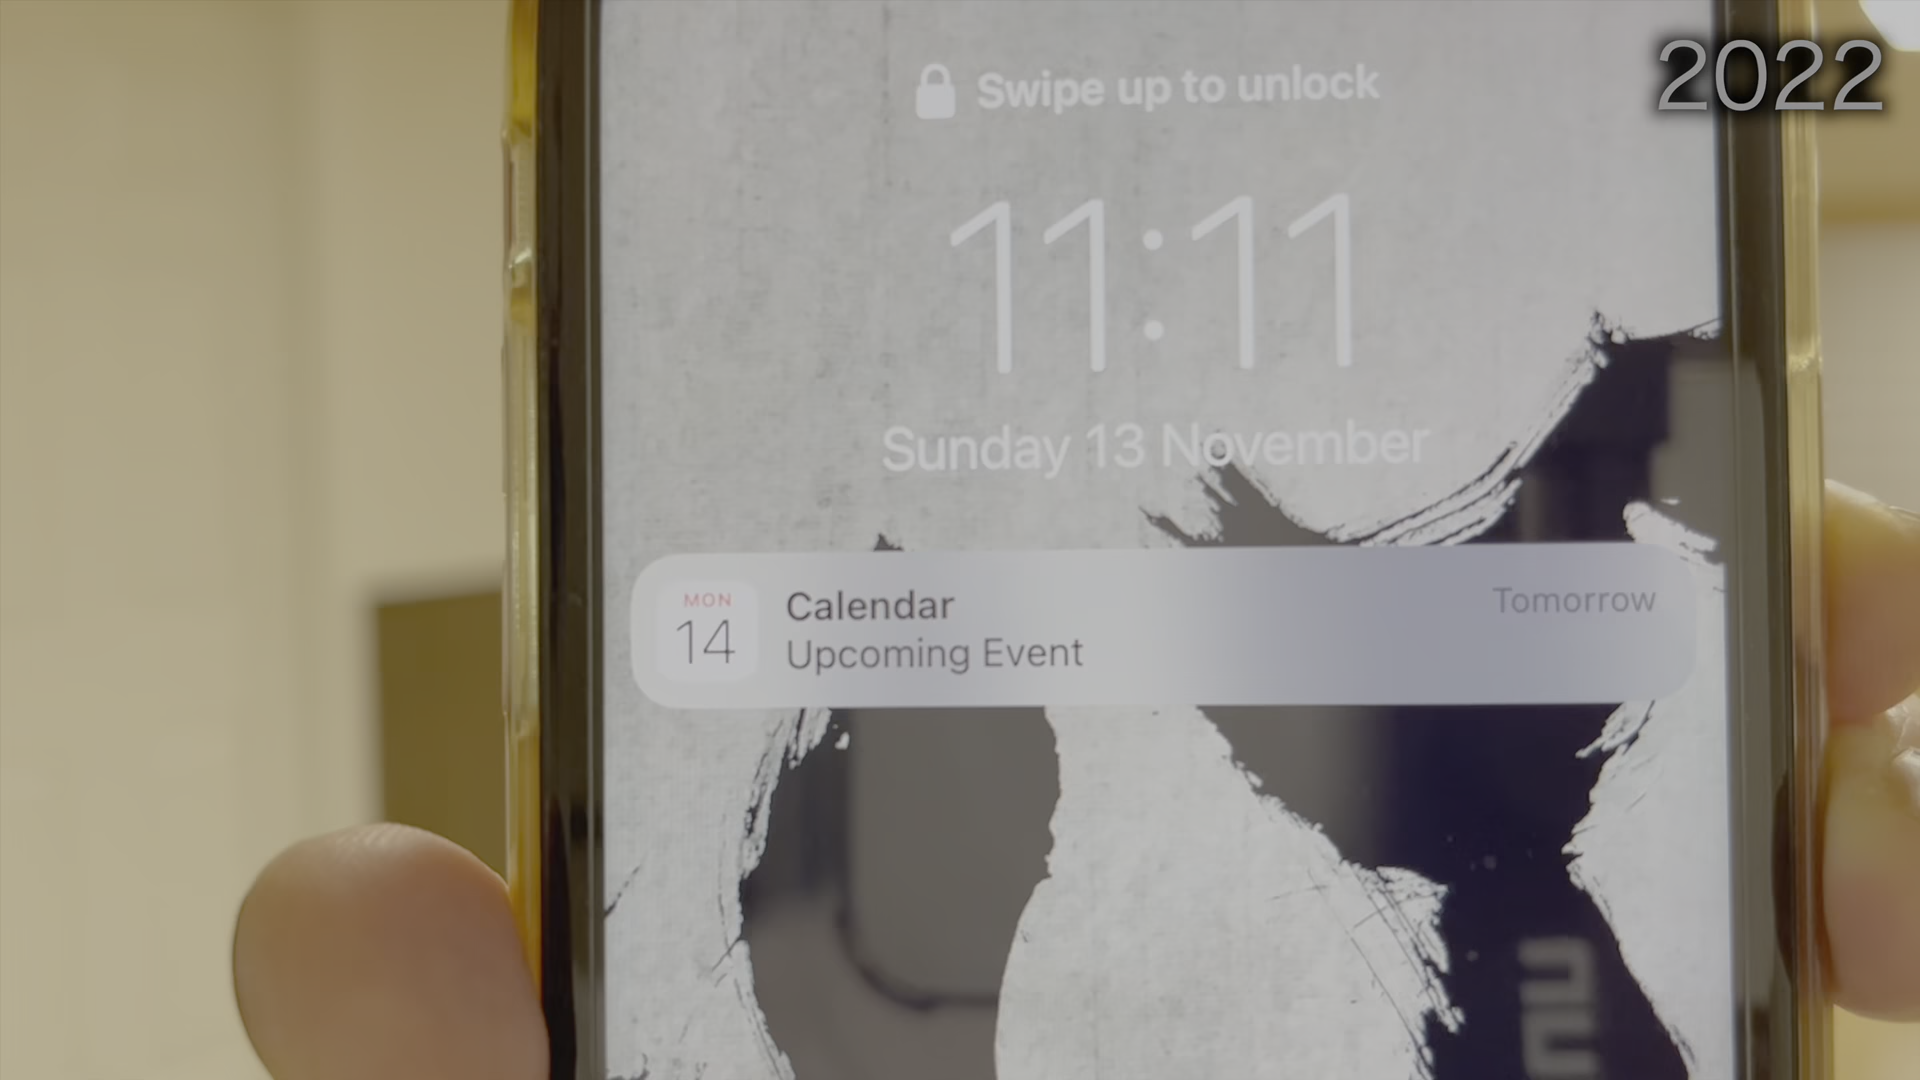 2022
Swipe up to unlock
11:11
Sunday 13 November
MON
14
Calendar
Tomorrow
Upcoming Event